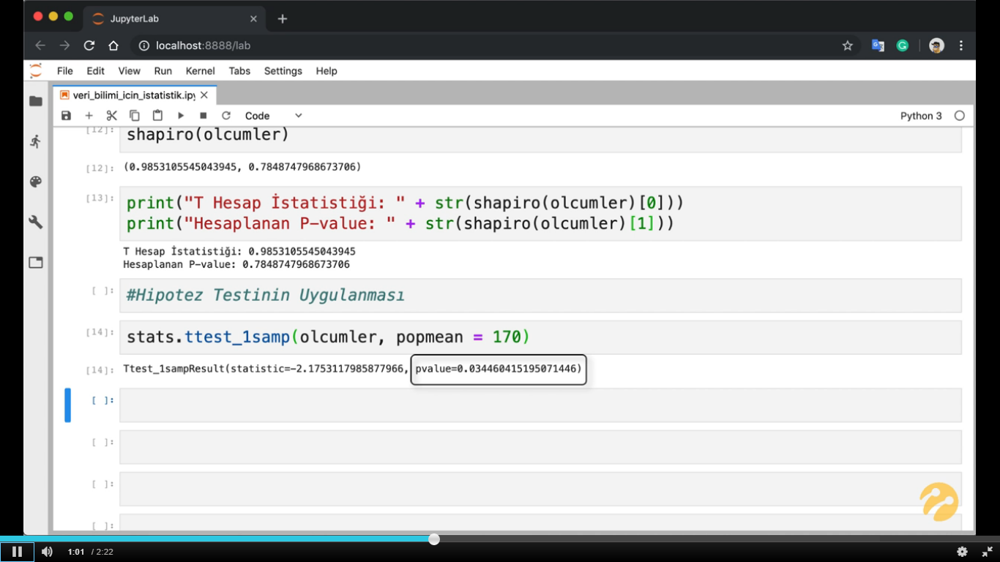 JupyterLab
localhost:8888/lab
File Edit View Run Kernel Tabs Settings Help
veri_bilimi_icin_istatistik.ipy
Code
Python 3
[12]: shapiro(olcumler)
[12]: (0.9853105545043945, 0.7848747968673706)
[13]: print("T Hesap İstatistiği: " + str(shapiro(olcumler)[0]))
print("Hesaplanan P-value: " + str(shapiro(olcumler)[1]))
T Hesap İstatistiği: 0.9853105545043945
Hesaplanan P-value: 0.7848747968673706
[ ]: #Hipotez Testinin Uygulanması
[14]: stats.ttest_1samp(olcumler, popmean = 170)
[14]: Ttest_1sampResult(statistic=-2.1753117985877966, pvalue=0.034460415195071446)
[ ]:
[ ]:
[ ]:
[ ]:
1:01 / 2:22